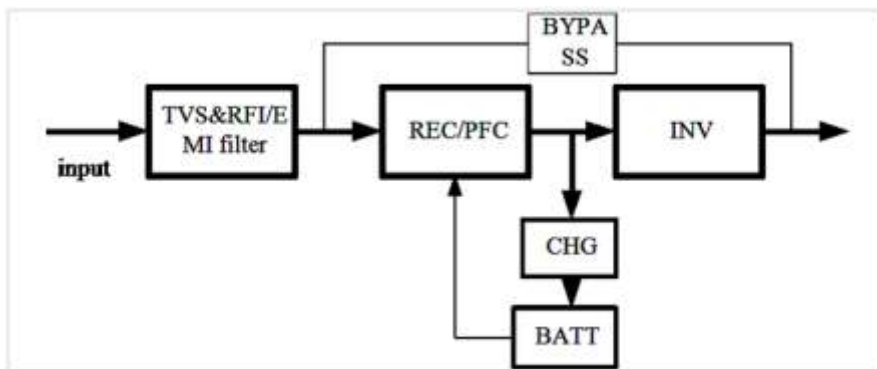 BYPA
SS
TVS&RFI/E
MI filter
REC/PFC
INV
input
CHG
BATT